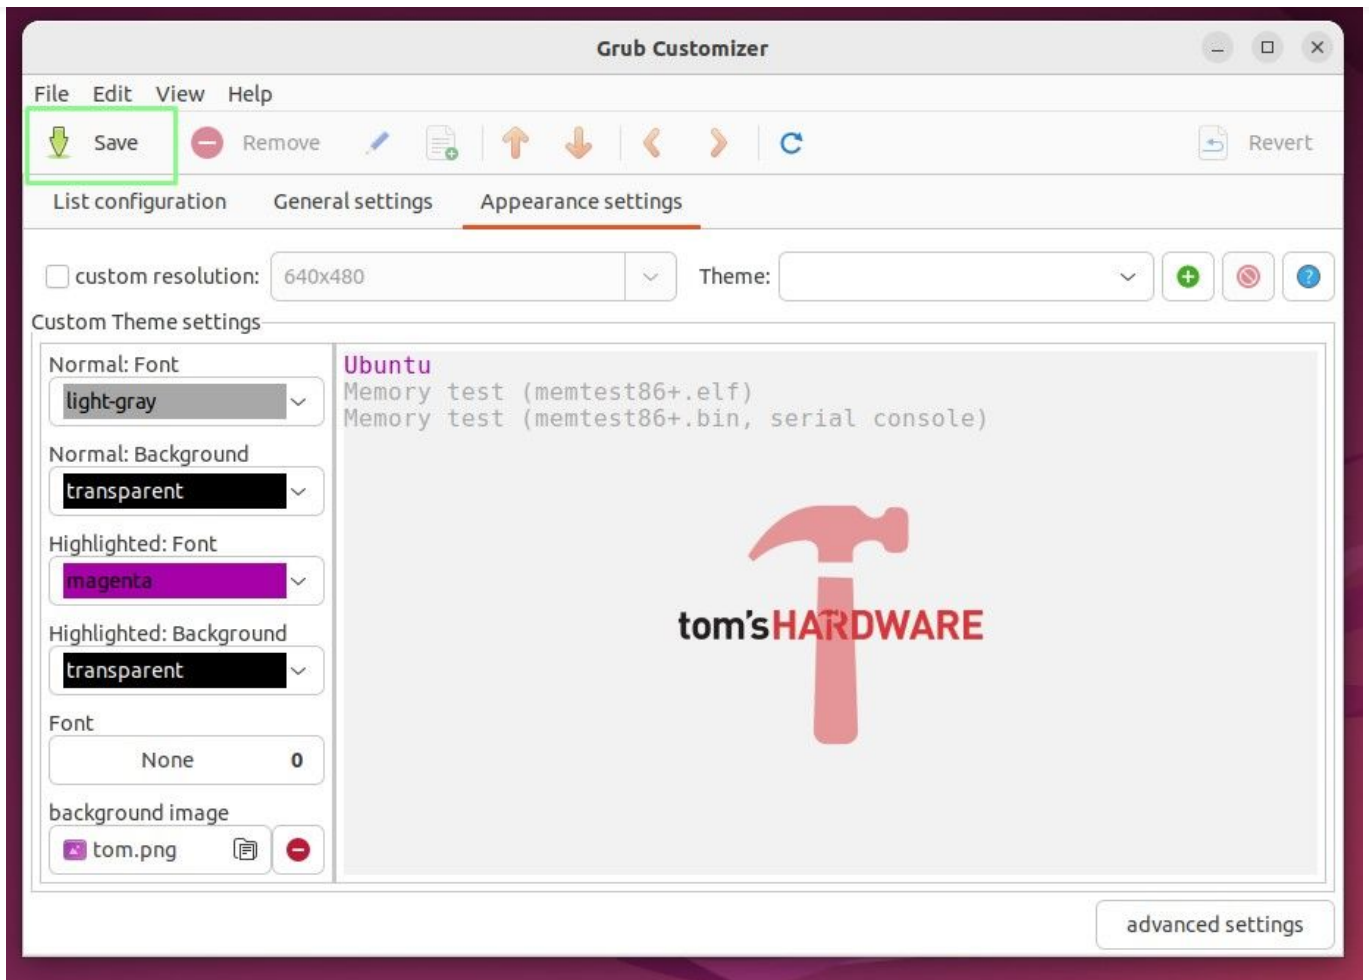 Grub Customizer
File Edit View Help
Save Remove Revert
List configuration General settings Appearance settings
custom resolution: 640x480 Theme:
Custom Theme settings
Normal: Font
light-gray
Normal: Background
transparent
Highlighted: Font
magenta
Highlighted: Background
transparent
Font
None 0
background image
tom.png
Ubuntu
Memory test (memtest86+.elf)
Memory test (memtest86+.bin, serial console)
tom'sHARDWARE
advanced settings